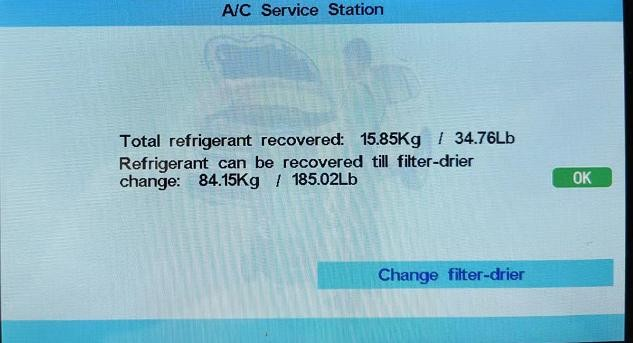 A/C Service Station
Total refrigerant recovered: 15.85Kg / 34.76Lb
Refrigerant can be recovered till filter-drier
change: 84.15Kg / 185.02Lb
OK
Change filter-drier